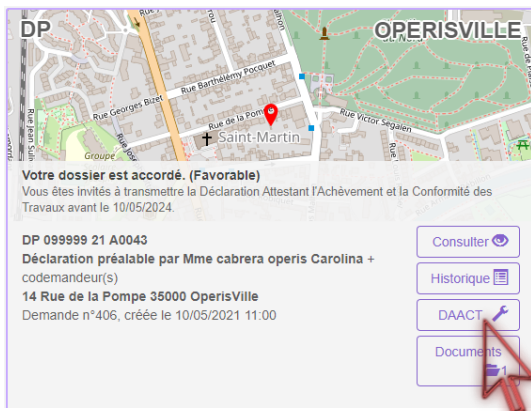 DP
OPERISVILLE
Rue Barthélemy Pocquet
Rue Georges Bizet
Rue de la Pom
Rue Victor Segalen
Saint-Martin
Groupe
Votre dossier est accordé. (Favorable)
Vous êtes invités à transmettre la Déclaration Attestant l'Achèvement et la Conformité des
Travaux avant le 10/05/2024.
DP 099999 21 A0043
Déclaration préalable par Mme cabrera operis Carolina +
codemandeur(s)
14 Rue de la Pompe 35000 OperisVille
Demande n°406, créée le 10/05/2021 11:00
Consulter
Historique
DAACT
Documents
1